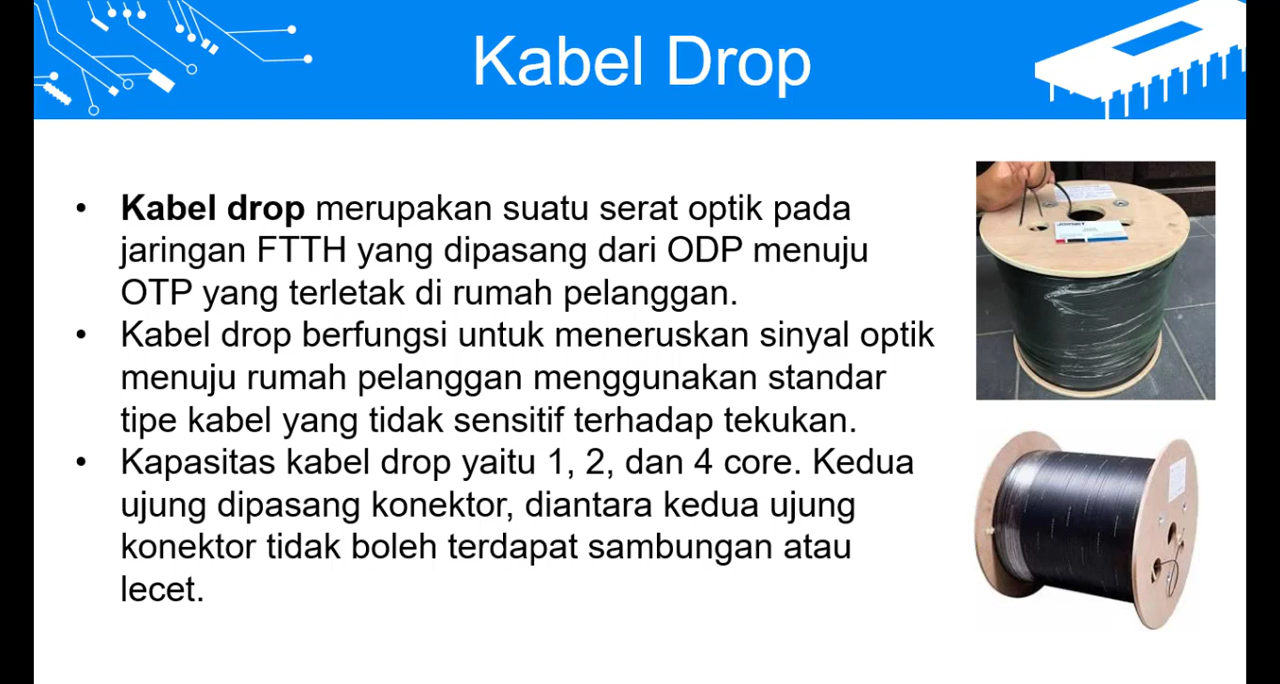 Kabel Drop
• Kabel drop merupakan suatu serat optik pada
jaringan FTTH yang dipasang dari ODP menuju
OTP yang terletak di rumah pelanggan.
• Kabel drop berfungsi untuk meneruskan sinyal optik
menuju rumah pelanggan menggunakan standar
tipe kabel yang tidak sensitif terhadap tekukan.
• Kapasitas kabel drop yaitu 1, 2, dan 4 core. Kedua
ujung dipasang konektor, diantara kedua ujung
konektor tidak boleh terdapat sambungan atau
lecet.